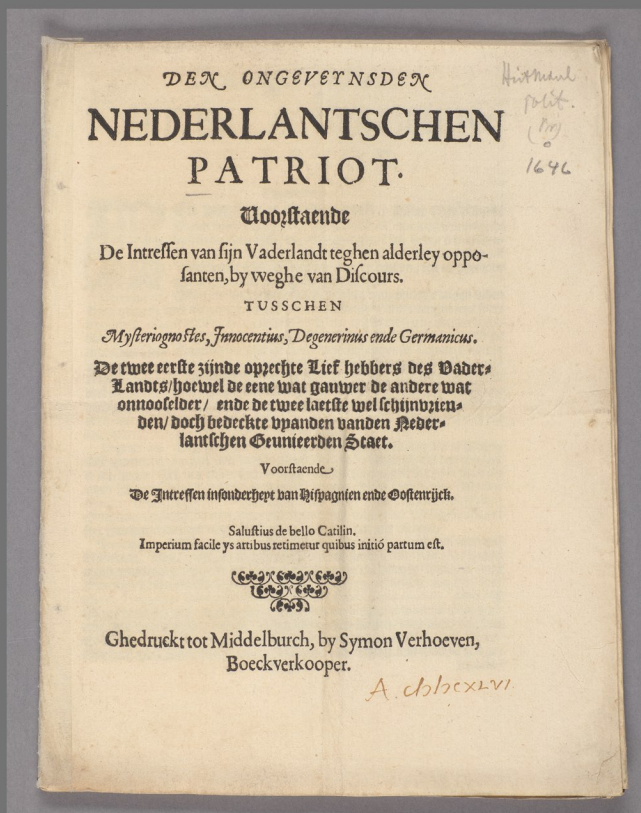 DEN ONGEVEYNSDEN
NEDERLANTSCHEN
PATRIOT.
Voorstaende
De Intreſſen van ſijn Vaderlandt teghen alderley oppo-
ſanten, by weghe van Diſcours.
TUSSCHEN
Myſteriognoſtes, Innocentius, Degenerinus ende Germanicus.
De twee eerſte zijnde oprechte Lief hebbers des Vader-
Landts/ hoewel de eene wat gauwer de andere wat
onnooſelder/ ende de twee laetſte wel ſchijnvrien-
den/ doch bedeckte vyanden vanden Neder-
lantſchen Geunieerden Staet.
Voorſtaende
De Intreſſen inſonderheyt van Hiſpagnien ende Ooſtenrijck.
Saluſtius de bello Catilin.
Imperium facile ys artibus retimetur quibus initió partum eſt.
Ghedruckt tot Middelburch, by Symon Verhoeven,
Boeckverkooper.
polit.
1646